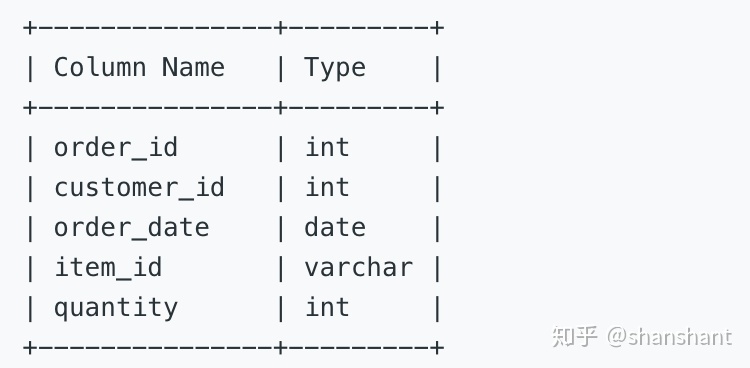 +---------------+---------+
| Column Name   | Type    |
+---------------+---------+
| order_id      | int     |
| customer_id   | int     |
| order_date    | date    |
| item_id       | varchar |
| quantity      | int     |
+---------------+---------+
知乎 @shanshant